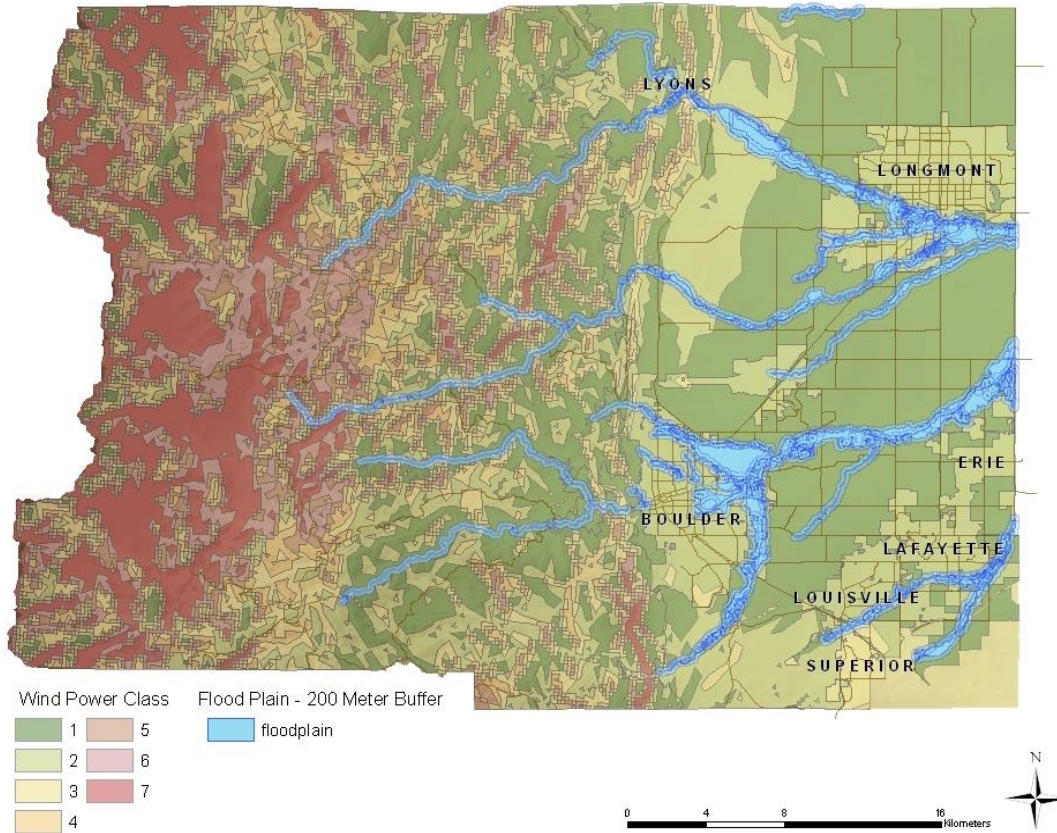 LYONS
LONGMONT
ERIE
BOULDER
LAFAYETTE
LOUISVILLE
SUPERIOR
Wind Power Class
1
5
2
6
3
7
4
Flood Plain - 200 Meter Buffer
floodplain
N
0 4 8 16
Kilometers